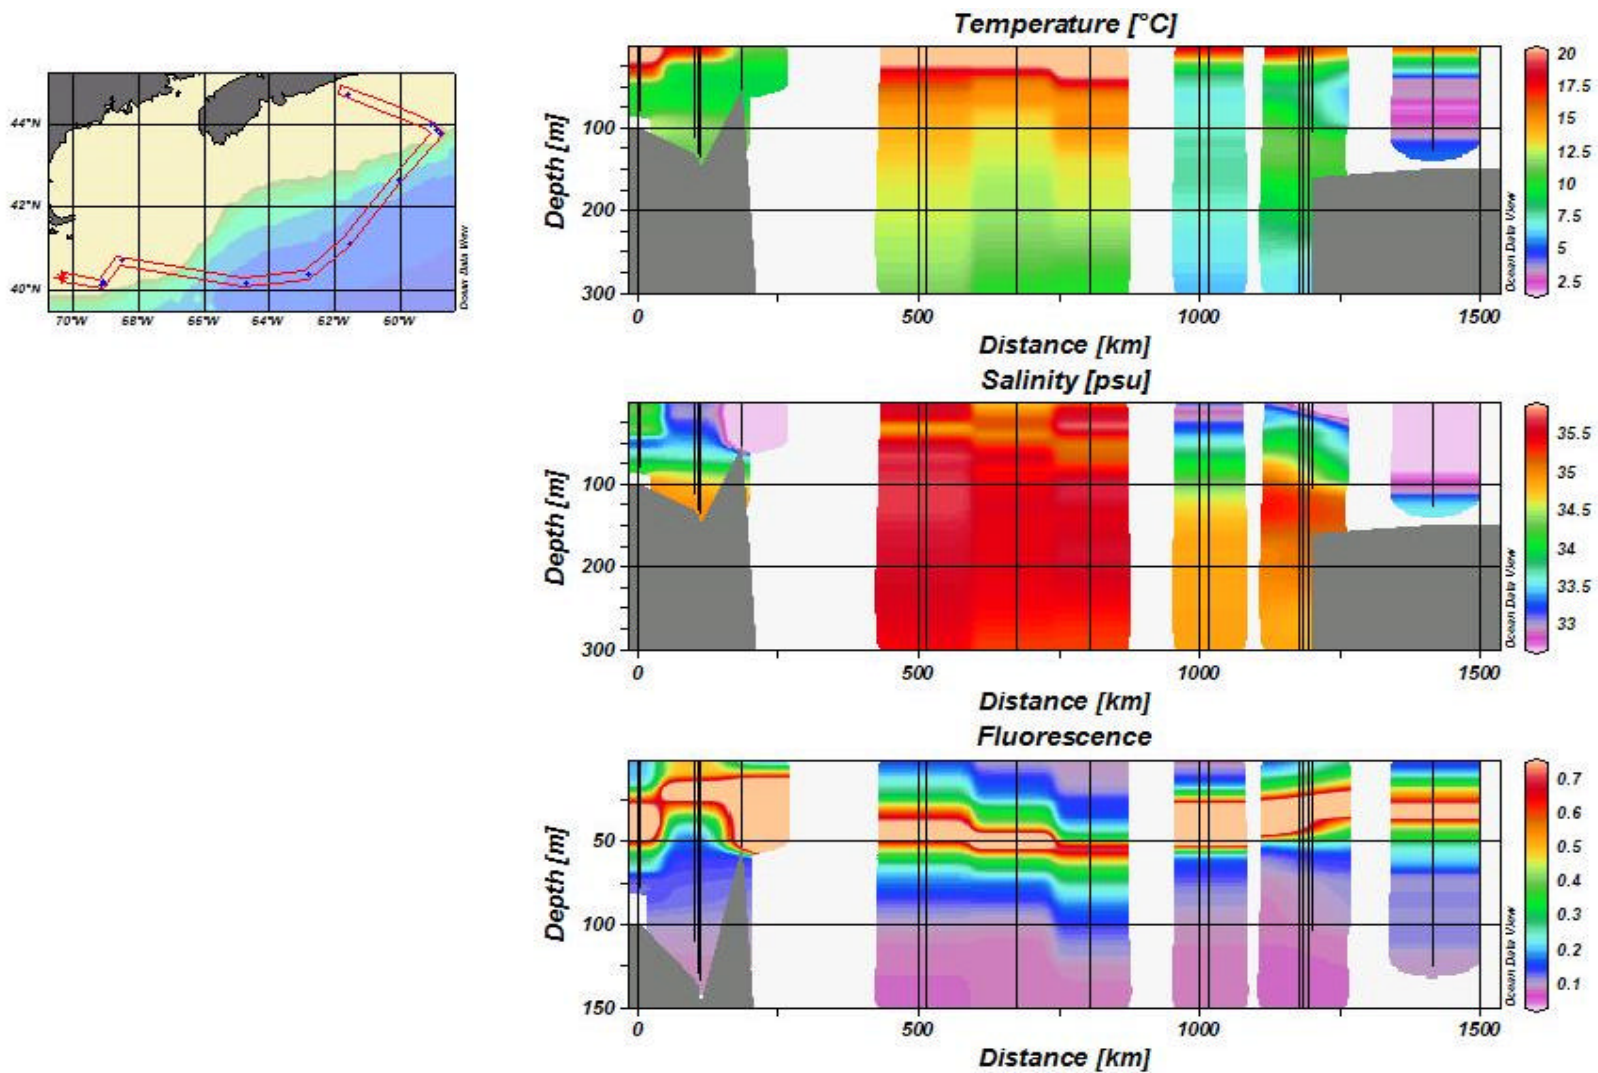 44°N
42°N
40°N
70°W
68°W
66°W
64°W
62°W
60°W
Ocean Data View
Temperature [°C]
Depth [m]
100
200
300
0
500
1000
1500
Distance [km]
Ocean Data View
20
17.5
15
12.5
10
7.5
5
2.5
Salinity [psu]
Depth [m]
100
200
300
0
500
1000
1500
Distance [km]
Ocean Data View
35.5
35
34.5
34
33.5
33
Fluorescence
Depth [m]
50
100
150
0
500
1000
1500
Distance [km]
Ocean Data View
0.7
0.6
0.5
0.4
0.3
0.2
0.1